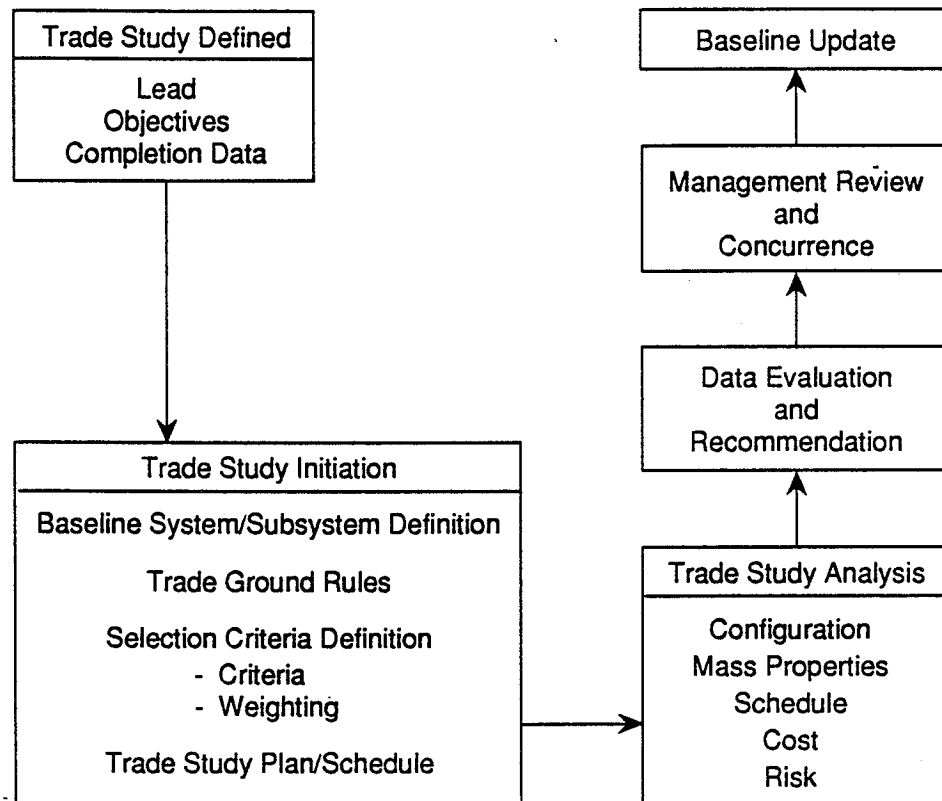 Trade Study Defined
Lead
Objectives
Completion Data
Trade Study Initiation
Baseline System/Subsystem Definition
Trade Ground Rules
Selection Criteria Definition
- Criteria
- Weighting
Trade Study Plan/Schedule
Trade Study Analysis
Configuration
Mass Properties
Schedule
Cost
Risk
Data Evaluation
and
Recommendation
Management Review
and
Concurrence
Baseline Update